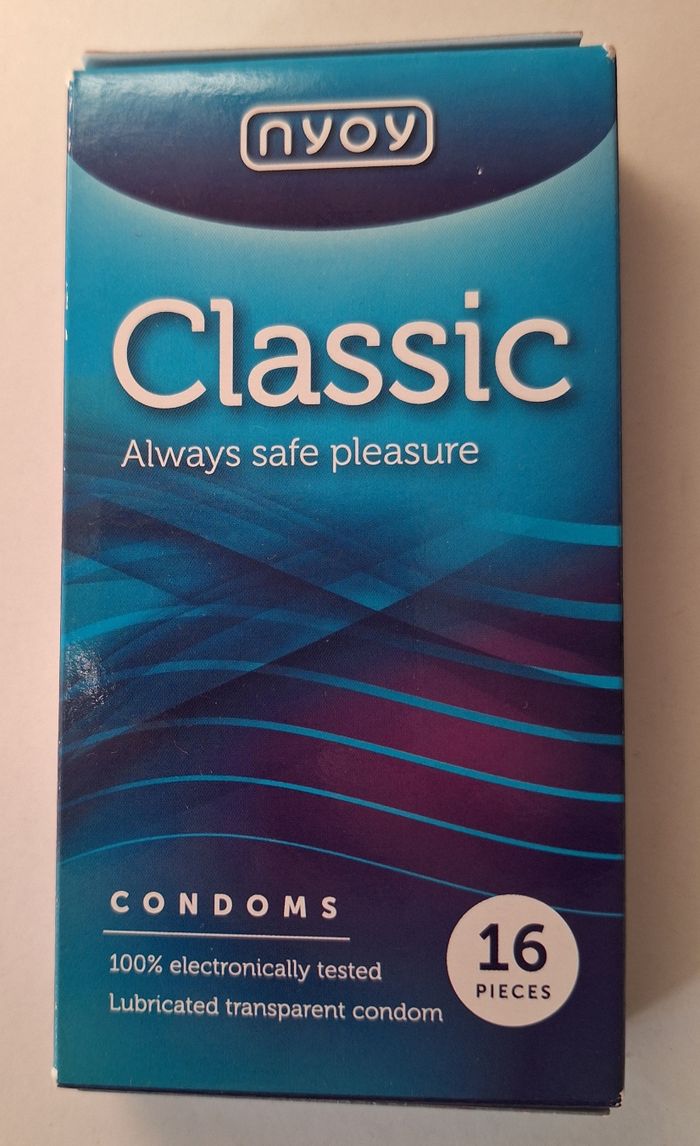 nyoy
Classic
Always safe pleasure
CONDOMS
100% electronically tested
Lubricated transparent condom
16
PIECES